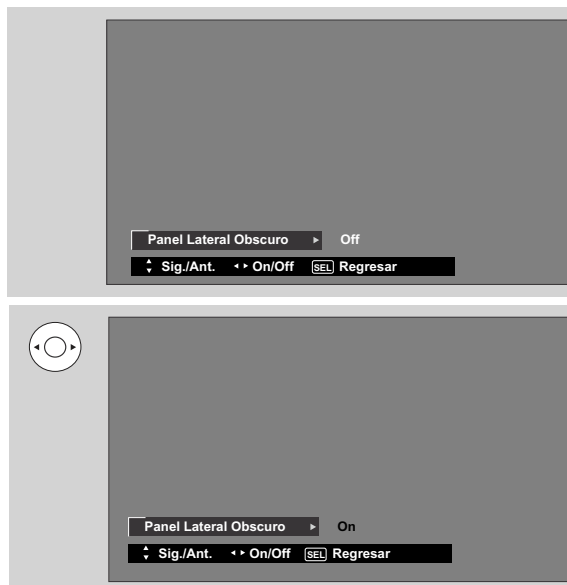 Panel Lateral Obscuro ▸ Off
Sig./Ant. On/Off SEL Regresar
Panel Lateral Obscuro ▸ On
Sig./Ant. On/Off SEL Regresar